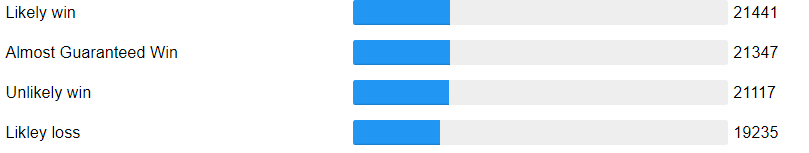 Likely win 21441
Almost Guaranteed Win 21347
Unlikely win 21117
Likley loss 19235